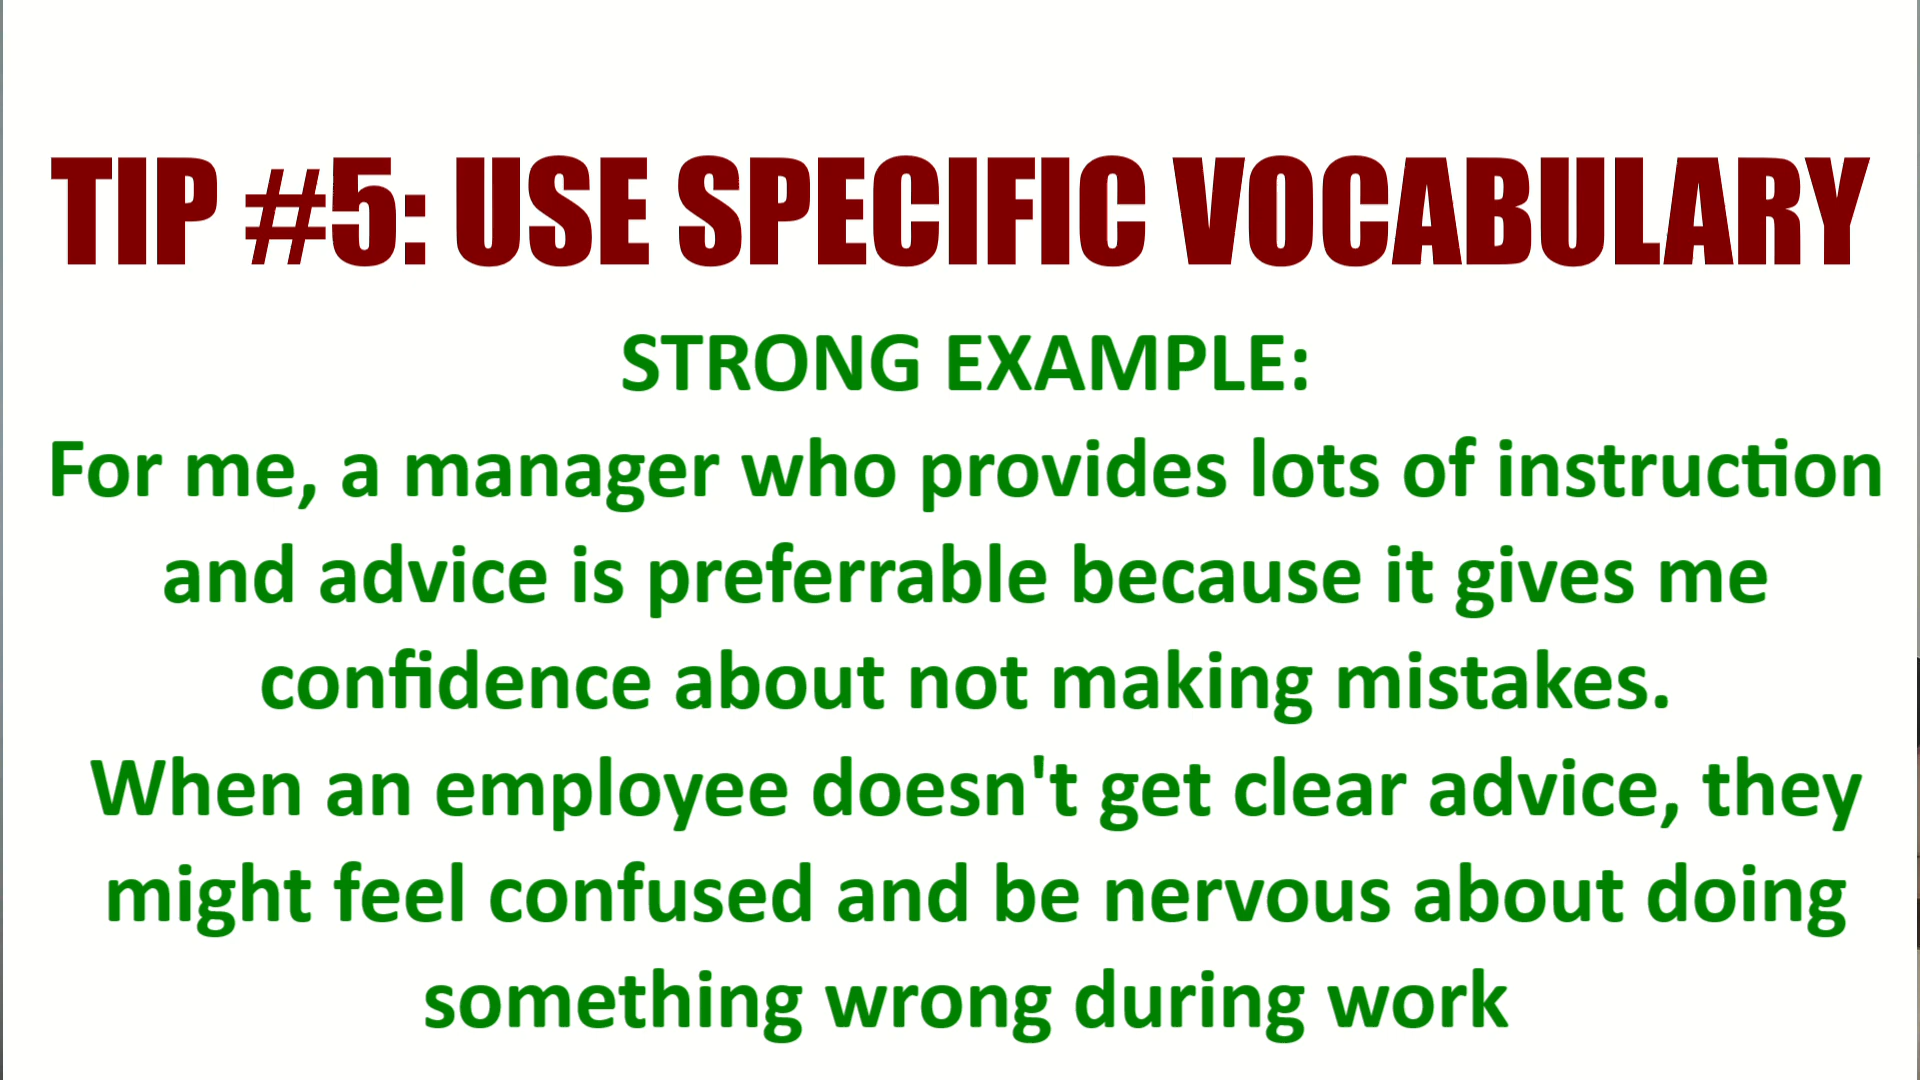 TIP #5: USE SPECIFIC VOCABULARY
STRONG EXAMPLE:
For me, a manager who provides lots of instruction
and advice is preferrable because it gives me
confidence about not making mistakes.
When an employee doesn't get clear advice, they
might feel confused and be nervous about doing
something wrong during work